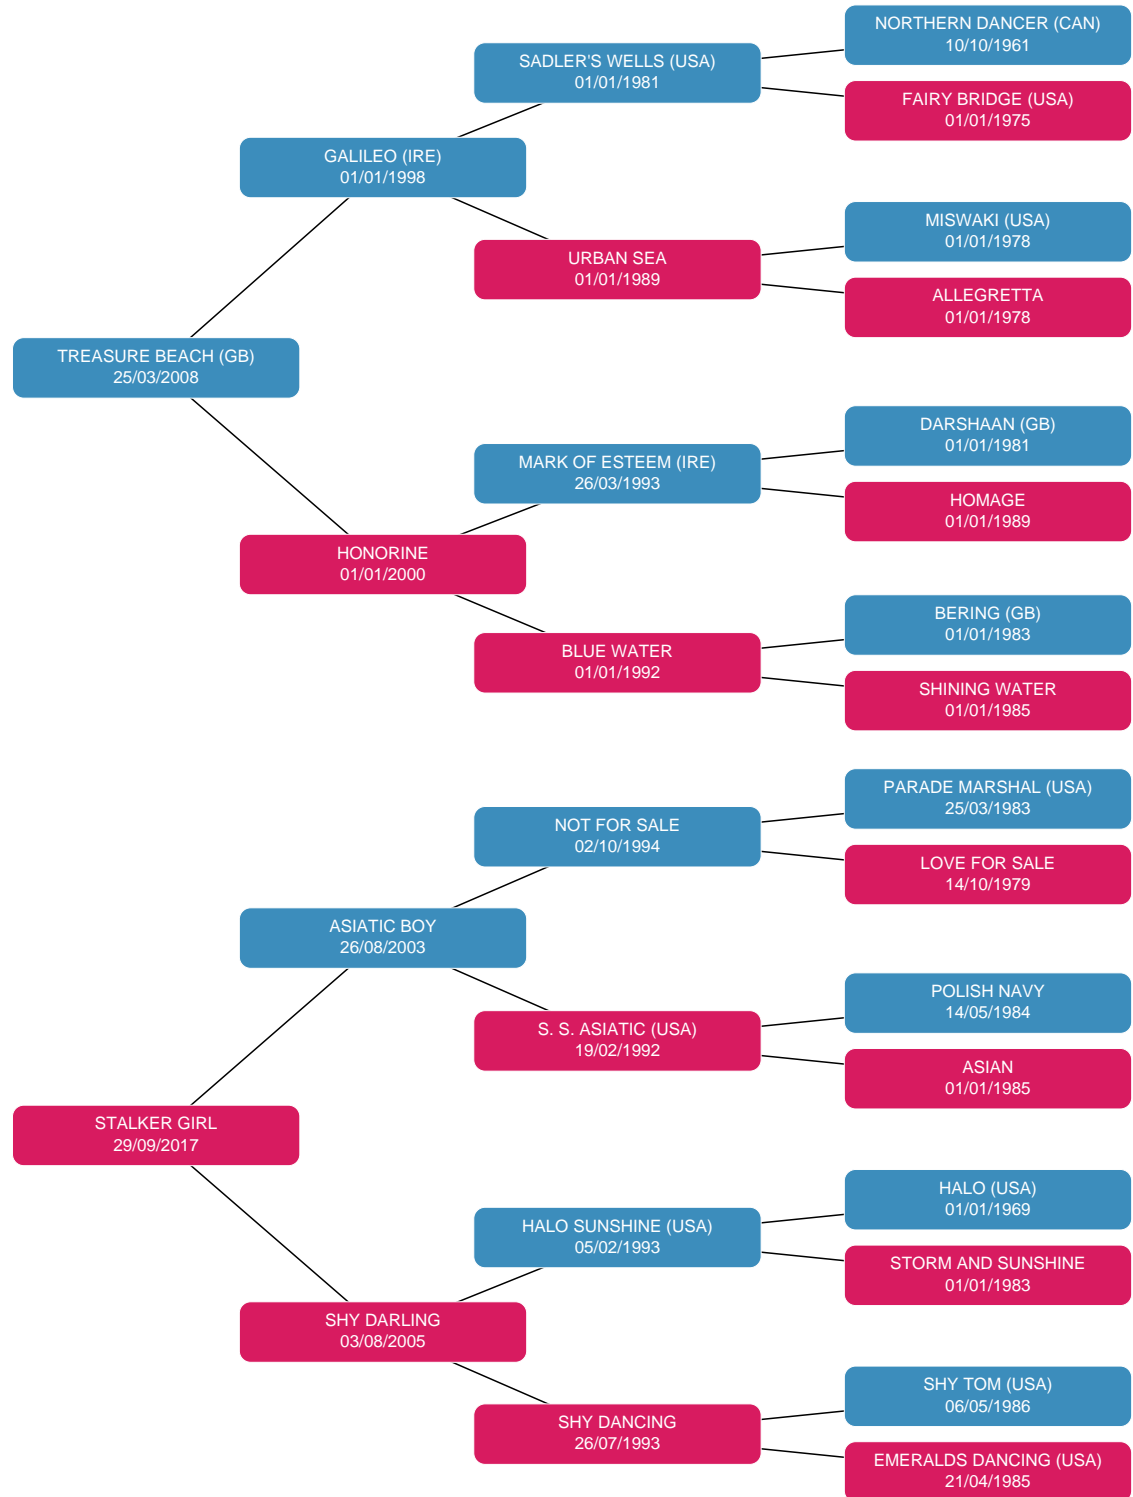 NORTHERN DANCER (CAN)
10/10/1961
SADLER'S WELLS (USA)
01/01/1981
FAIRY BRIDGE (USA)
01/01/1975
GALILEO (IRE)
01/01/1998
MISWAKI (USA)
01/01/1978
URBAN SEA
01/01/1989
ALLEGRETTA
01/01/1978
TREASURE BEACH (GB)
25/03/2008
DARSHAAN (GB)
01/01/1981
MARK OF ESTEEM (IRE)
26/03/1993
HOMAGE
01/01/1989
HONORINE
01/01/2000
BERING (GB)
01/01/1983
BLUE WATER
01/01/1992
SHINING WATER
01/01/1985
PARADE MARSHAL (USA)
25/03/1983
NOT FOR SALE
02/10/1994
LOVE FOR SALE
14/10/1979
ASIATIC BOY
26/08/2003
POLISH NAVY
14/05/1984
S. S. ASIATIC (USA)
19/02/1992
ASIAN
01/01/1985
STALKER GIRL
29/09/2017
HALO (USA)
01/01/1969
HALO SUNSHINE (USA)
05/02/1993
STORM AND SUNSHINE
01/01/1983
SHY DARLING
03/08/2005
SHY TOM (USA)
06/05/1986
SHY DANCING
26/07/1993
EMERALDS DANCING (USA)
21/04/1985